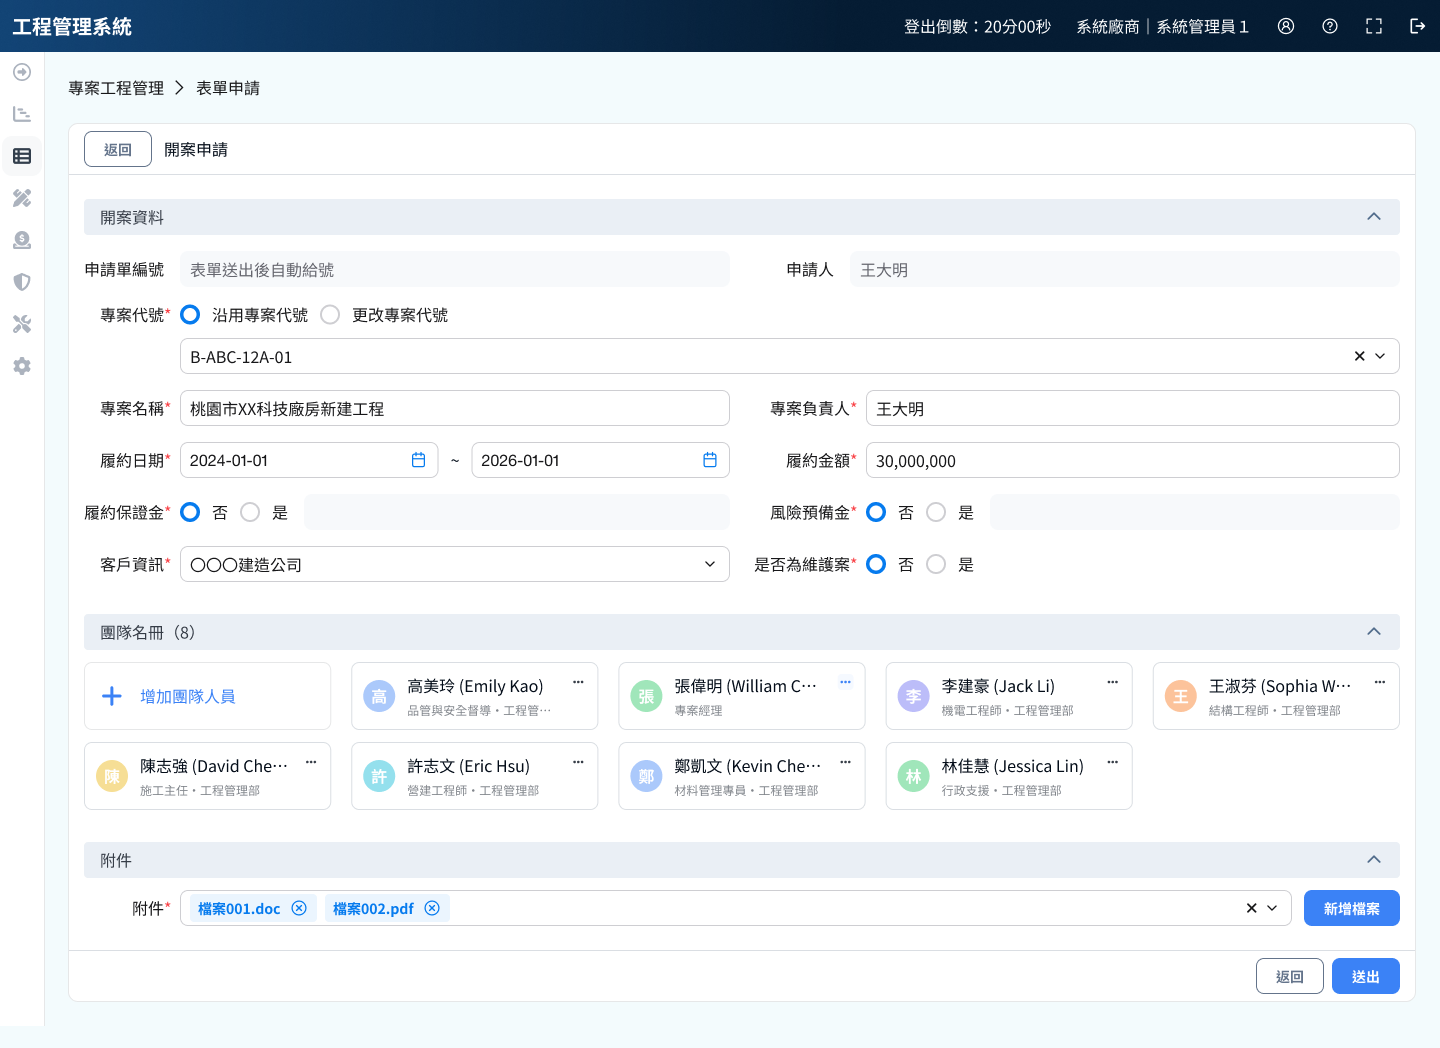 工程管理系統
登出倒數：20分00秒
系統廠商｜系統管理員１
專案工程管理 > 表單申請
返回 開案申請
開案資料
申請單編號 表單送出後自動給號 申請人 王大明
專案代號* 沿用專案代號 更改專案代號
B-ABC-12A-01
專案名稱* 桃園市XX科技廠房新建工程 專案負責人* 王大明
履約日期* 2024-01-01 ~ 2026-01-01 履約金額* 30,000,000
履約保證金* 否 是 風險預備金* 否 是
客戶資訊* 〇〇〇建造公司 是否為維護案* 否 是
團隊名冊（8）
增加團隊人員
高 高美玲 (Emily Kao) ···
品管與安全督導・工程管···
張 張偉明 (William C··· ···
專案經理
李 李建豪 (Jack Li) ···
機電工程師・工程管理部
王 王淑芬 (Sophia W··· ···
結構工程師・工程管理部
陳 陳志強 (David Che··· ···
施工主任・工程管理部
許 許志文 (Eric Hsu) ···
營建工程師・工程管理部
鄭 鄭凱文 (Kevin Che··· ···
材料管理專員・工程管理部
林 林佳慧 (Jessica Lin) ···
行政支援・工程管理部
附件
附件* 檔案001.doc 檔案002.pdf 新增檔案
返回 送出